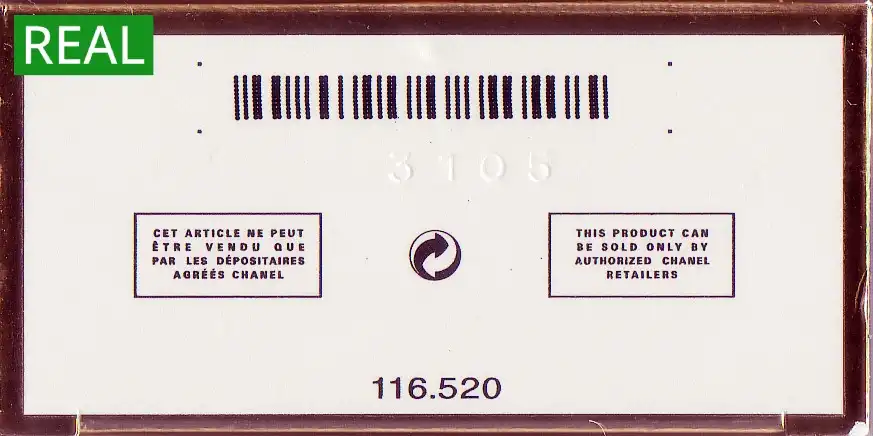 REAL
3105
CET ARTICLE NE PEUT
ÊTRE VENDU QUE
PAR LES DÉPOSITAIRES
AGRÉÉS CHANEL
THIS PRODUCT CAN
BE SOLD ONLY BY
AUTHORIZED CHANEL
RETAILERS
116.520